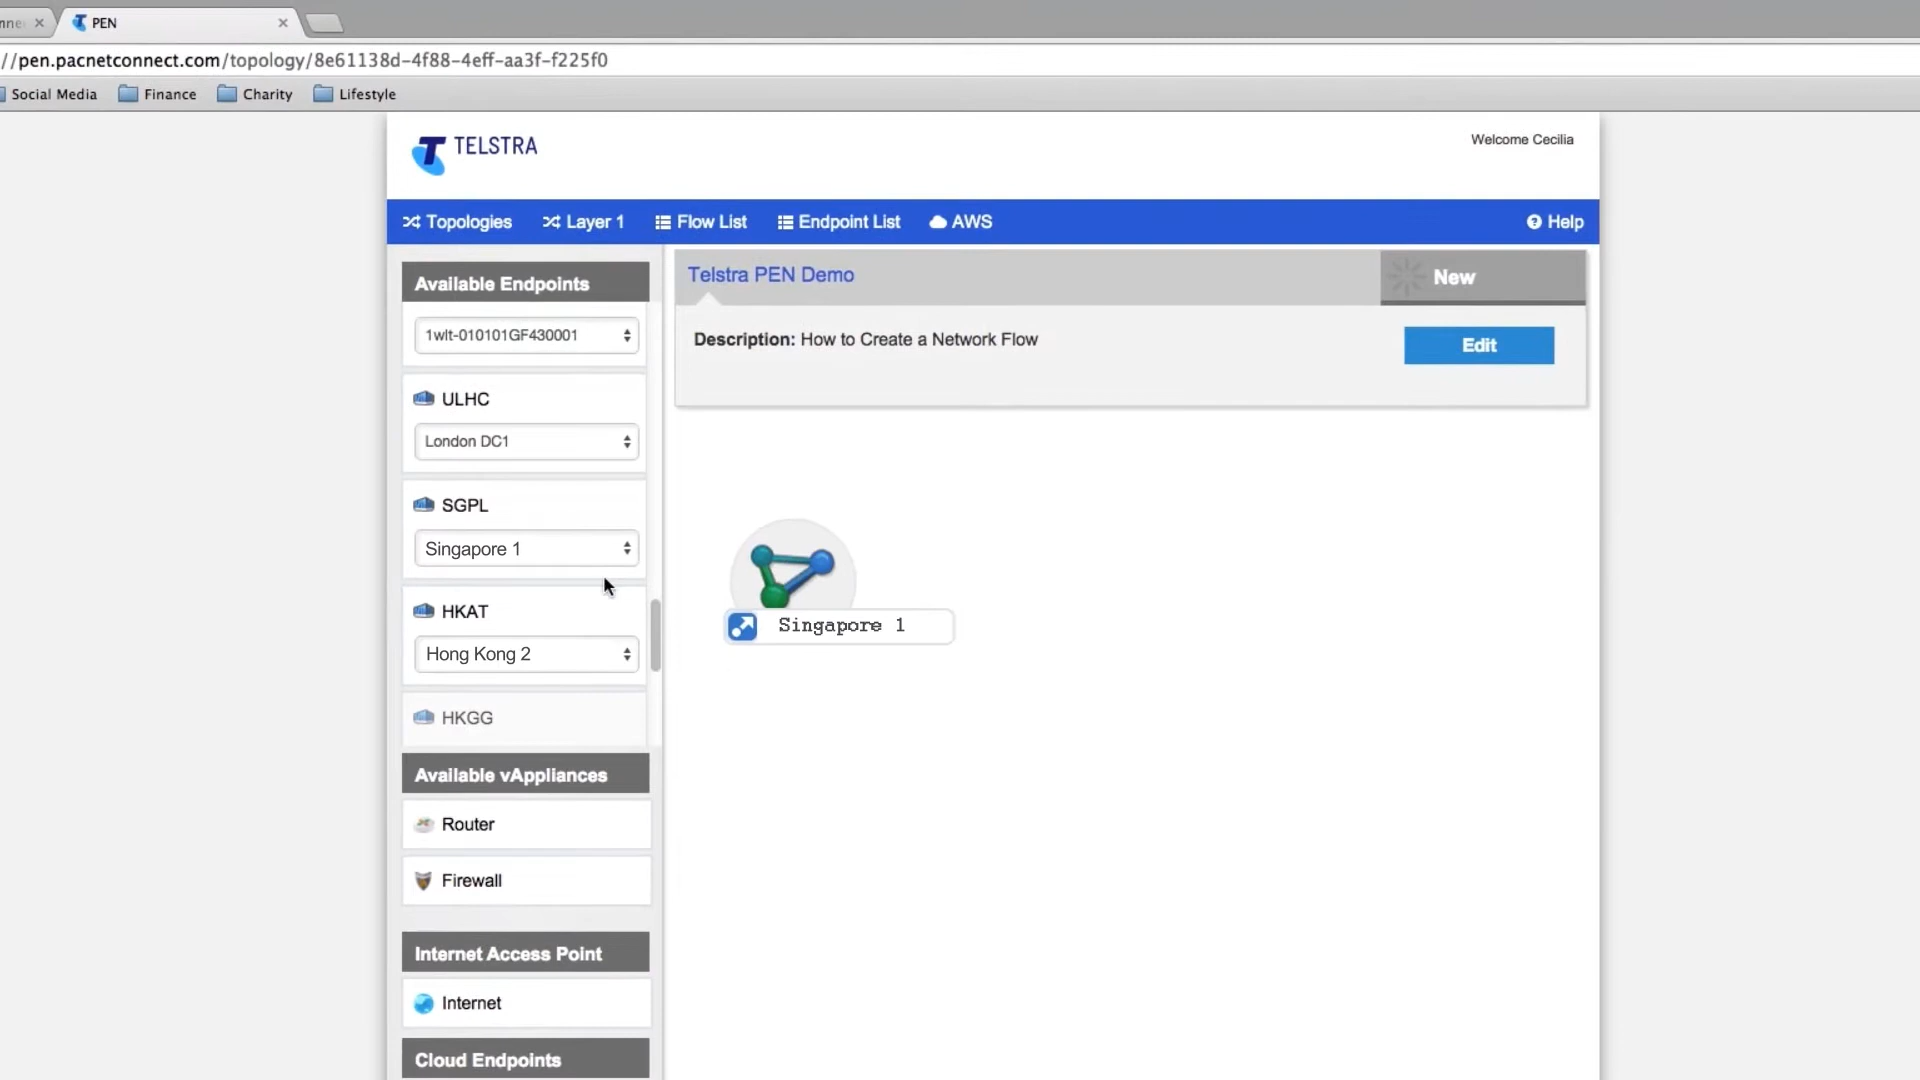 PEN
//pen.pacnetconnect.com/topology/8e61138d-4f88-4eff-aa3f-f225f0
Social Media Finance Charity Lifestyle
TELSTRA
Welcome Cecilia
Topologies Layer 1 Flow List Endpoint List AWS Help
Available Endpoints
1wlt-010101GF430001
ULHC
London DC1
SGPL
Singapore 1
HKAT
Hong Kong 2
HKGG
Available vAppliances
Router
Firewall
Internet Access Point
Internet
Cloud Endpoints
Telstra PEN Demo
New
Description: How to Create a Network Flow
Edit
Singapore 1